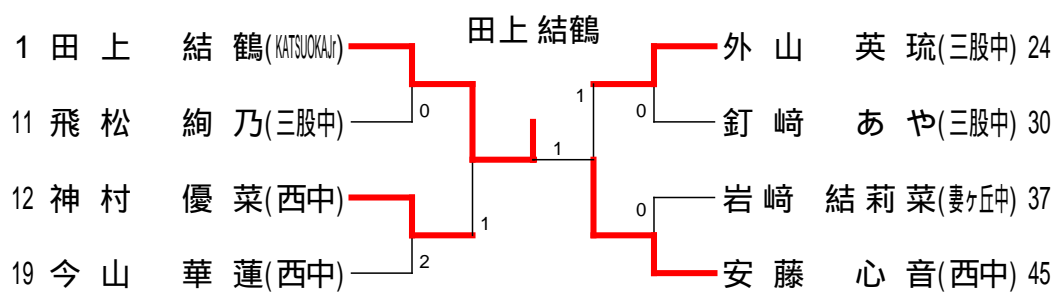 田上 結鶴
1 田上 結鶴(KATSUOKAJr)
11 飛松 絢乃(三股中)
12 神村 優菜(西中)
19 今山 華蓮(西中)
0
2
1
1
1
0
0
外山 英琉(三股中) 24
釘﨑 あや(三股中) 30
岩﨑 結莉菜(妻ヶ丘中) 37
安藤 心音(西中) 45